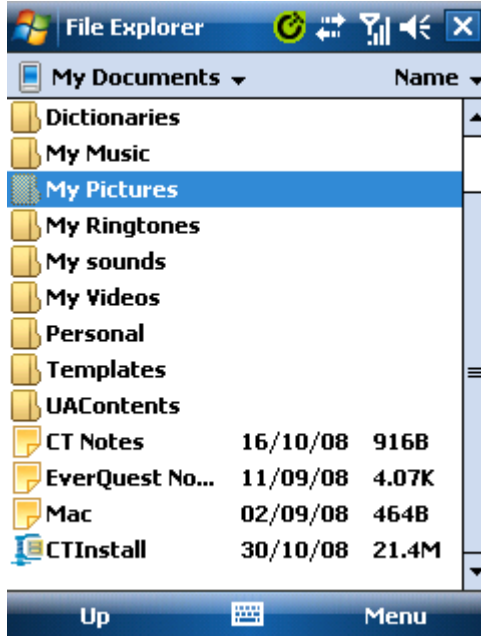 File Explorer
My Documents Name
Dictionaries
My Music
My Pictures
My Ringtones
My sounds
My Videos
Personal
Templates
UAContents
CT Notes 16/10/08 916B
EverQuest No... 11/09/08 4.07K
Mac 02/09/08 464B
CTInstall 30/10/08 21.4M
Up Menu